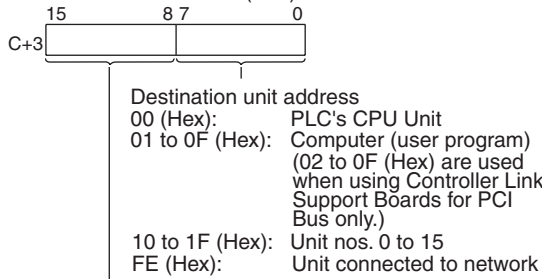 15 8 7 0
C+3
Destination unit address
00 (Hex): PLC's CPU Unit
01 to 0F (Hex): Computer (user program)
(02 to 0F (Hex) are used
when using Controller Link
Support Boards for PCI
Bus only.)
10 to 1F (Hex): Unit nos. 0 to 15
FE (Hex): Unit connected to network